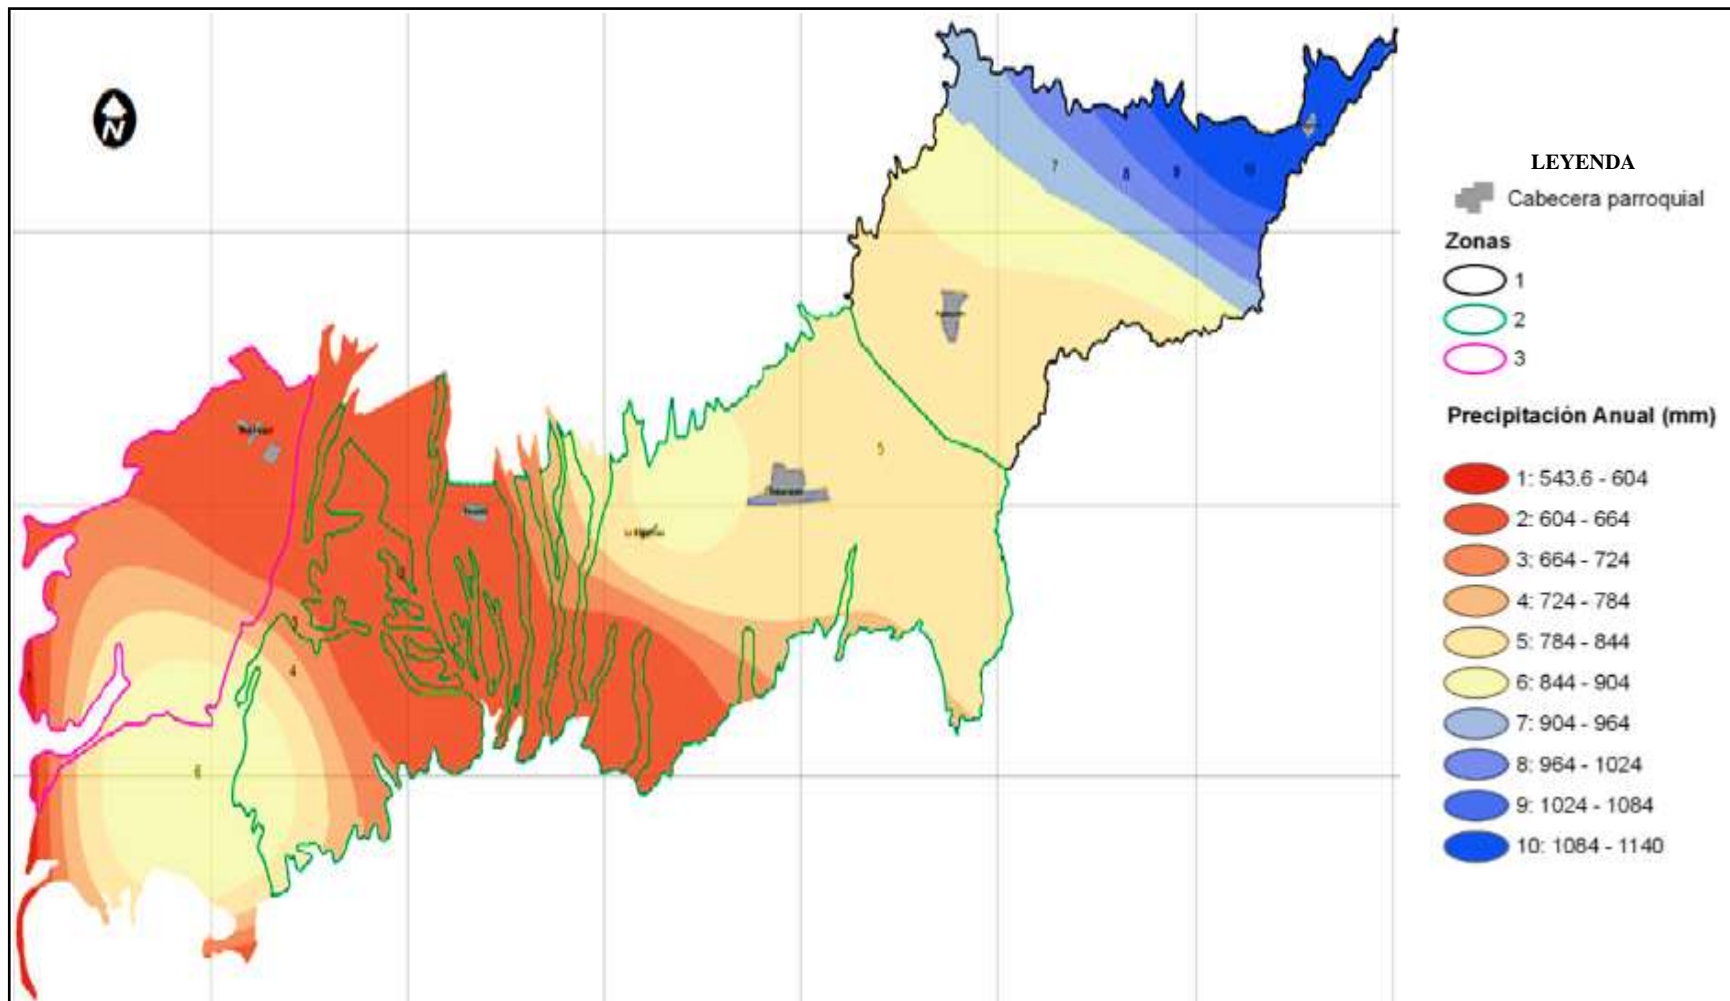 N
7
8
9
10
5
2
3
4
6
LEYENDA
Cabecera parroquial
Zonas
1
2
3
Precipitación Anual (mm)
1: 543.6 - 604
2: 604 - 664
3: 664 - 724
4: 724 - 784
5: 784 - 844
6: 844 - 904
7: 904 - 964
8: 964 - 1024
9: 1024 - 1084
10: 1084 - 1140